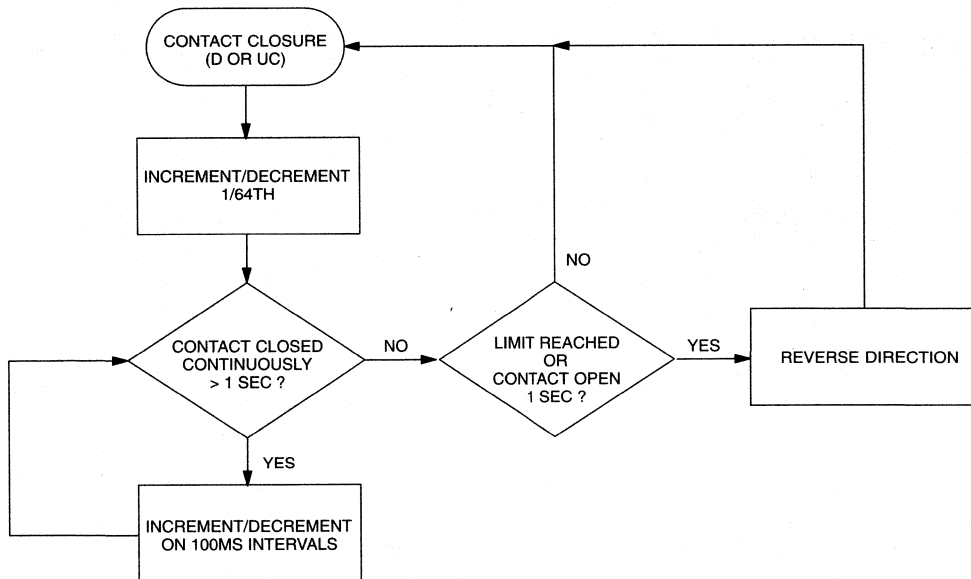 CONTACT CLOSURE
(D OR UC)
INCREMENT/DECREMENT
1/64TH
CONTACT CLOSED
CONTINUOUSLY
> 1 SEC ?
NO
YES
INCREMENT/DECREMENT
ON 100MS INTERVALS
NO
LIMIT REACHED
OR
CONTACT OPEN
1 SEC ?
YES
REVERSE DIRECTION